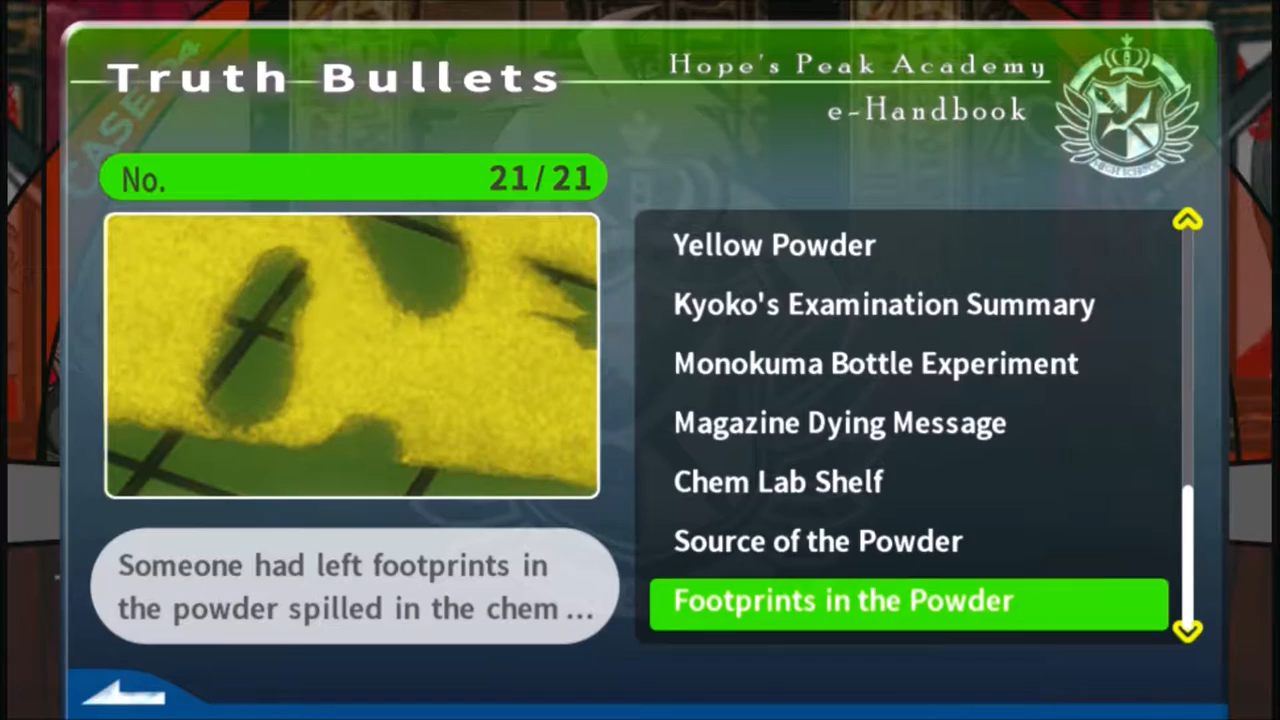 Truth Bullets
Hope's Peak Academy
e-Handbook
No. 21/21
Yellow Powder
Kyoko's Examination Summary
Monokuma Bottle Experiment
Magazine Dying Message
Chem Lab Shelf
Source of the Powder
Footprints in the Powder
Someone had left footprints in
the powder spilled in the chem ...